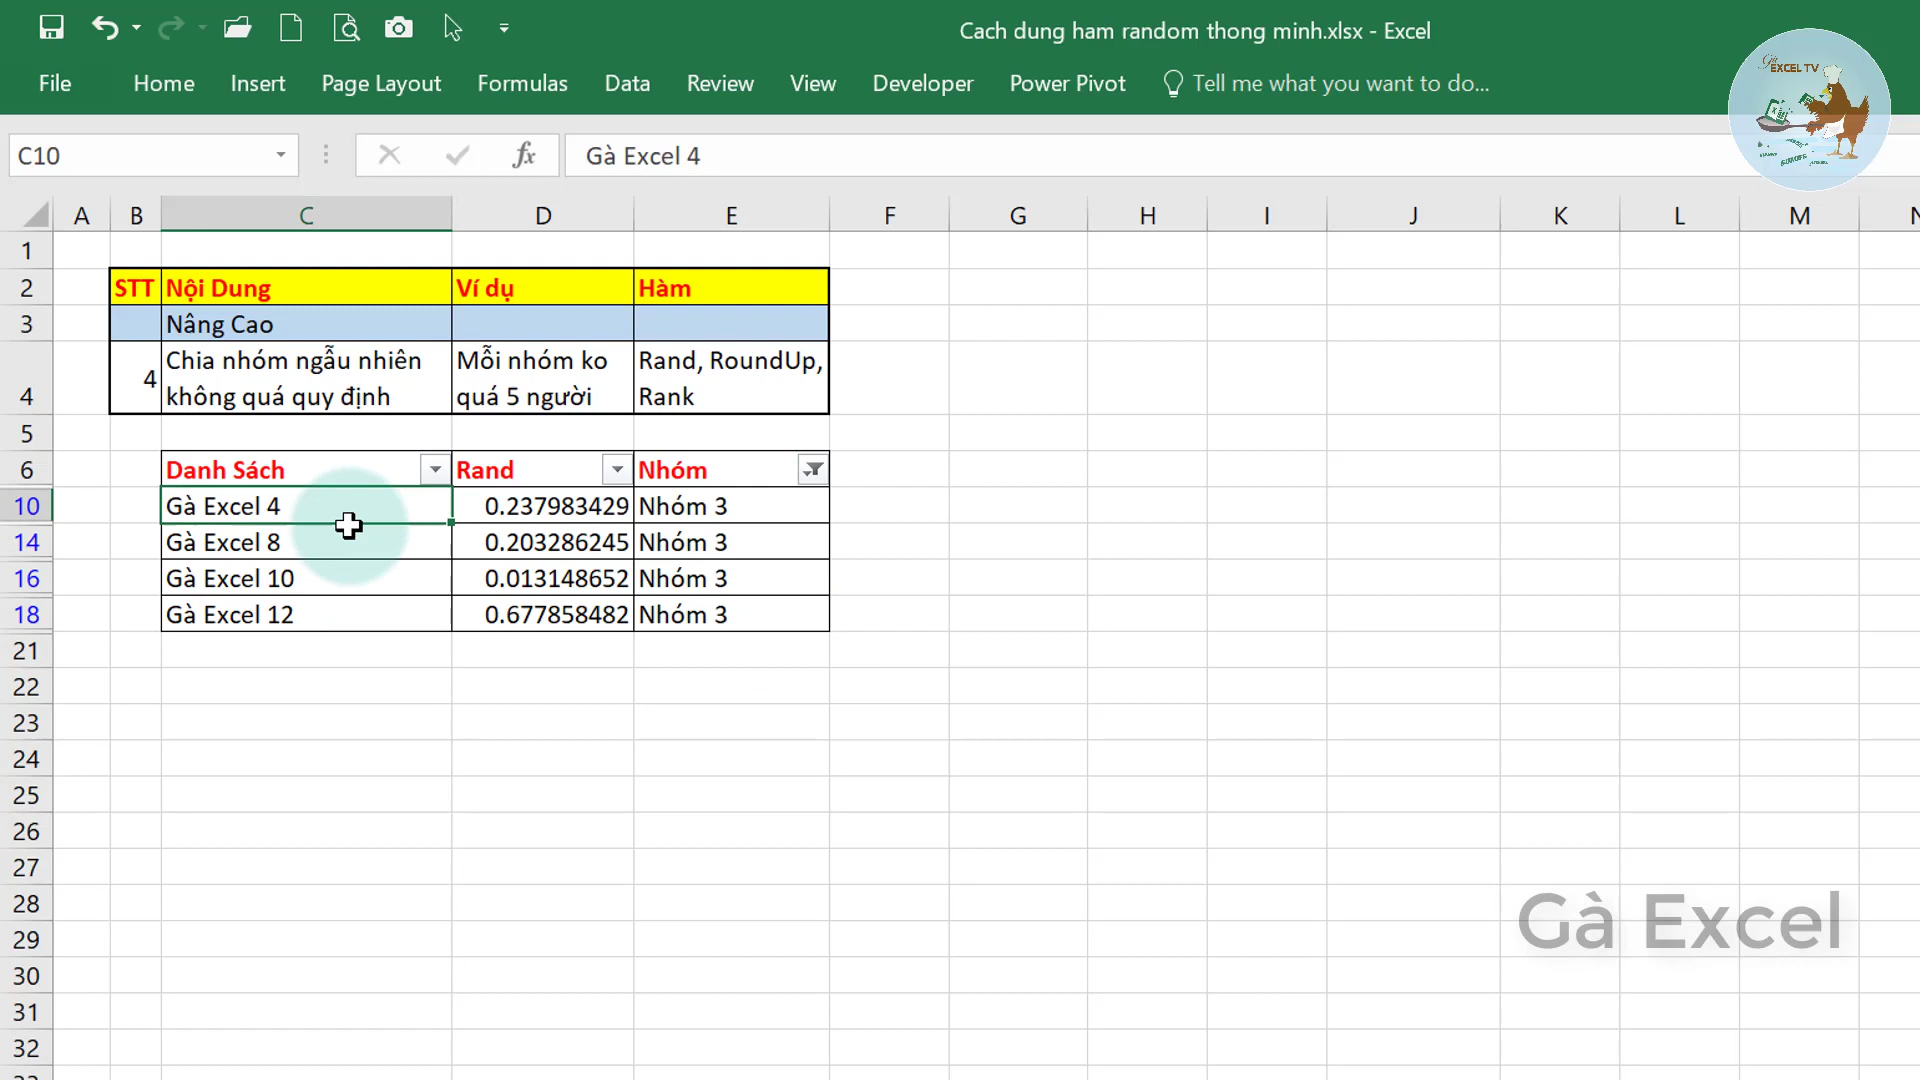 Cach dung ham random thong minh.xlsx - Excel
File Home Insert Page Layout Formulas Data Review View Developer Power Pivot Tell me what you want to do...
EXCEL TV
C10 fx Gà Excel 4
A B C D E F G H I J K L M
1
2 STT Nội Dung Ví dụ Hàm
3 Nâng Cao
4 4 Chia nhóm ngẫu nhiên không quá quy định Mỗi nhóm ko quá 5 người Rand, RoundUp, Rank
5
6 Danh Sách Rand Nhóm
10 Gà Excel 4 0.237983429 Nhóm 3
14 Gà Excel 8 0.203286245 Nhóm 3
16 Gà Excel 10 0.013148652 Nhóm 3
18 Gà Excel 12 0.677858482 Nhóm 3
21
22
23
24
25
26
27
28
Gà Excel
29
30
31
32